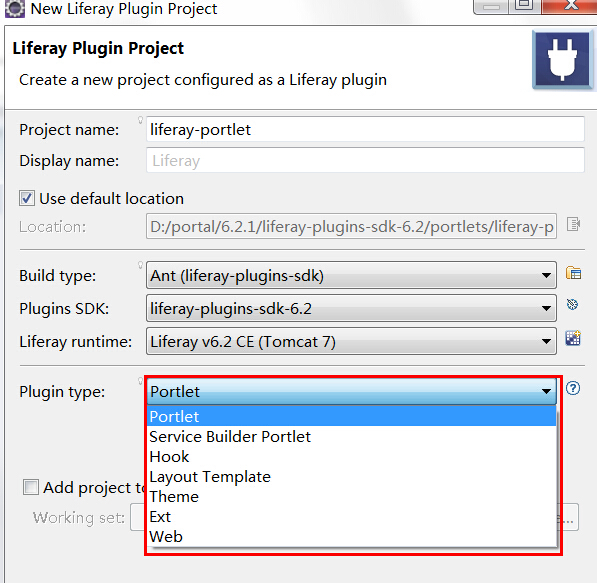 New Liferay Plugin Project
Liferay Plugin Project
Create a new project configured as a Liferay plugin
Project name: liferay-portlet
Display name: Liferay
Use default location
Location: D:/portal/6.2.1/liferay-plugins-sdk-6.2/portlets/liferay-p
Build type: Ant (liferay-plugins-sdk)
Plugins SDK: liferay-plugins-sdk-6.2
Liferay runtime: Liferay v6.2 CE (Tomcat 7)
Plugin type: Portlet
Portlet
Service Builder Portlet
Hook
Layout Template
Add project to
Theme
Working set:
Ext
Web